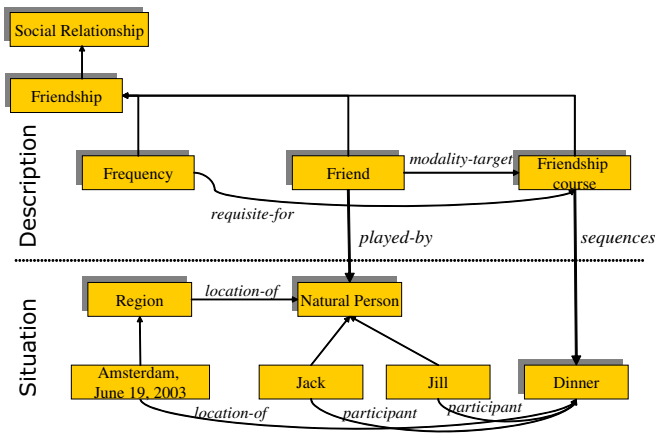 Social Relationship
Friendship
Description
Frequency
Friend
modality-target
Friendship
course
requisite-for
played-by
sequences
Situation
Region
location-of
Natural Person
Amsterdam,
June 19, 2003
Jack
Jill
Dinner
location-of
participant
participant